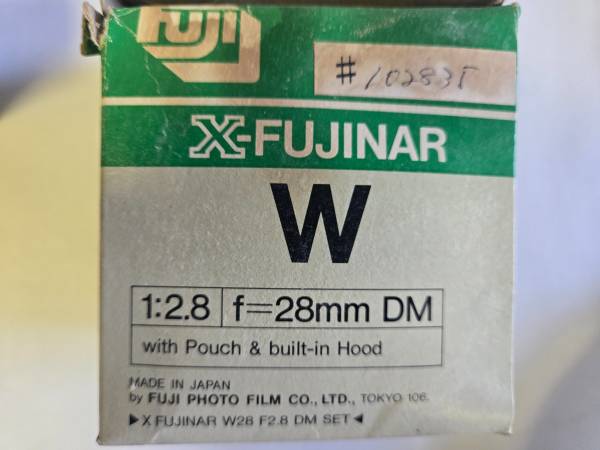 FUJI
# 102835
X-FUJINAR
W
1:2.8 f=28mm DM
with Pouch & built-in Hood
MADE IN JAPAN
by FUJI PHOTO FILM CO., LTD., TOKYO 106.
▶X FUJINAR W28 F2.8 DM SET◀